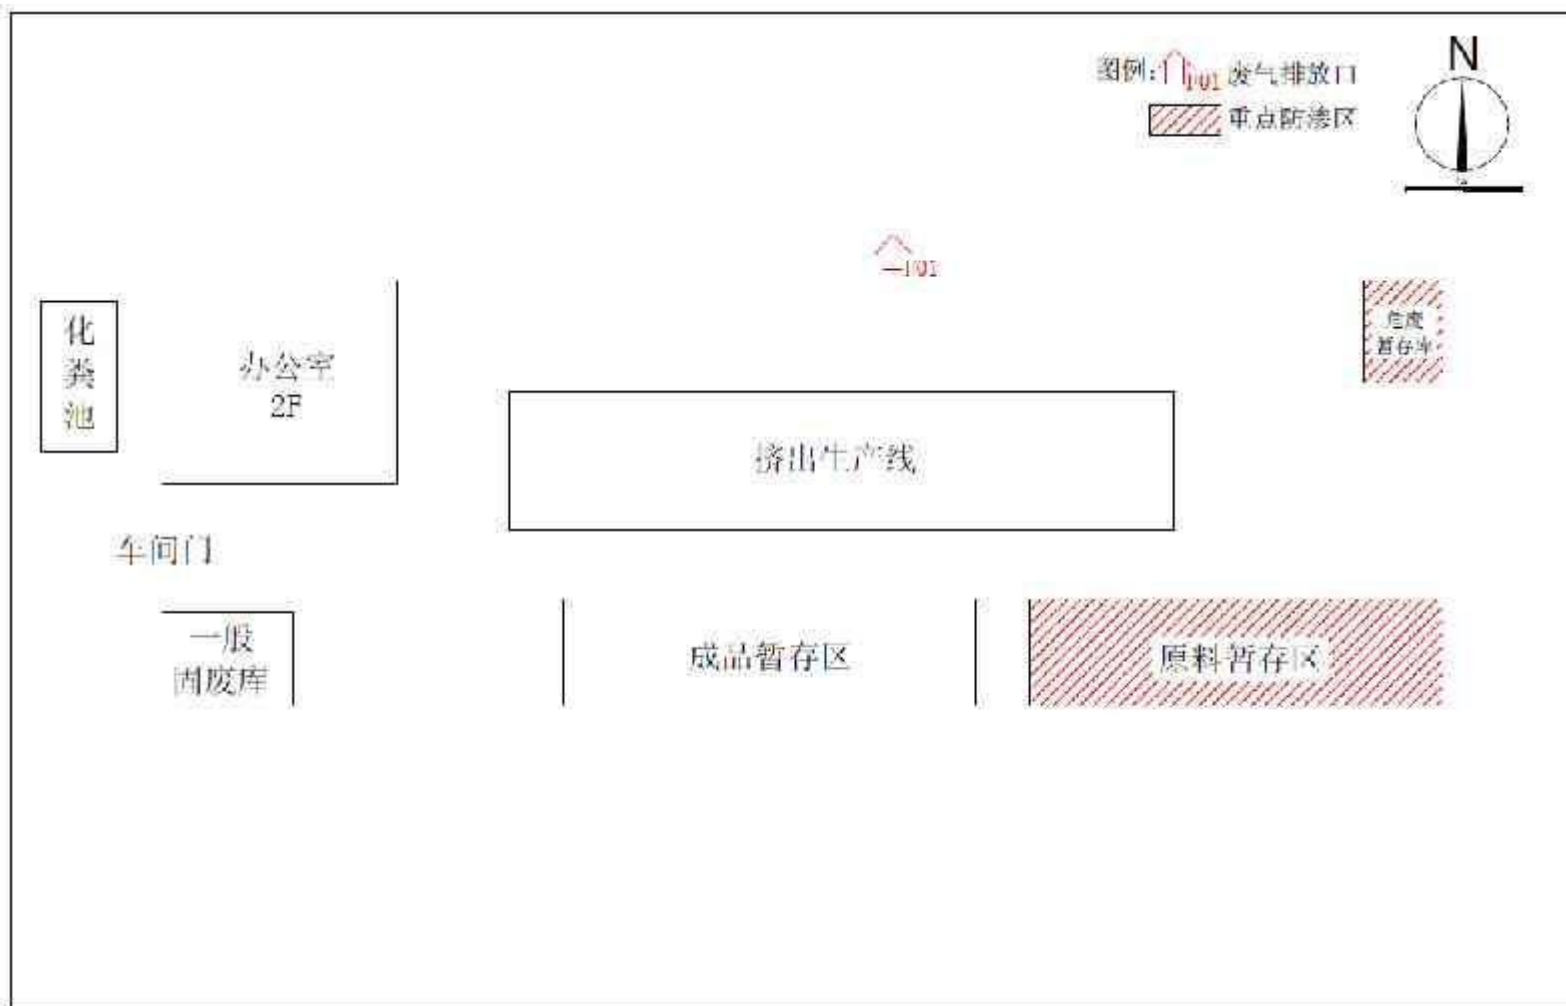 N
图例: P01 废气排放口
重点防渗区
P01
危废
暂存库
化
粪
池
办公室
2F
挤出生产线
车间门
一般
固废库
成品暂存区
原料暂存区